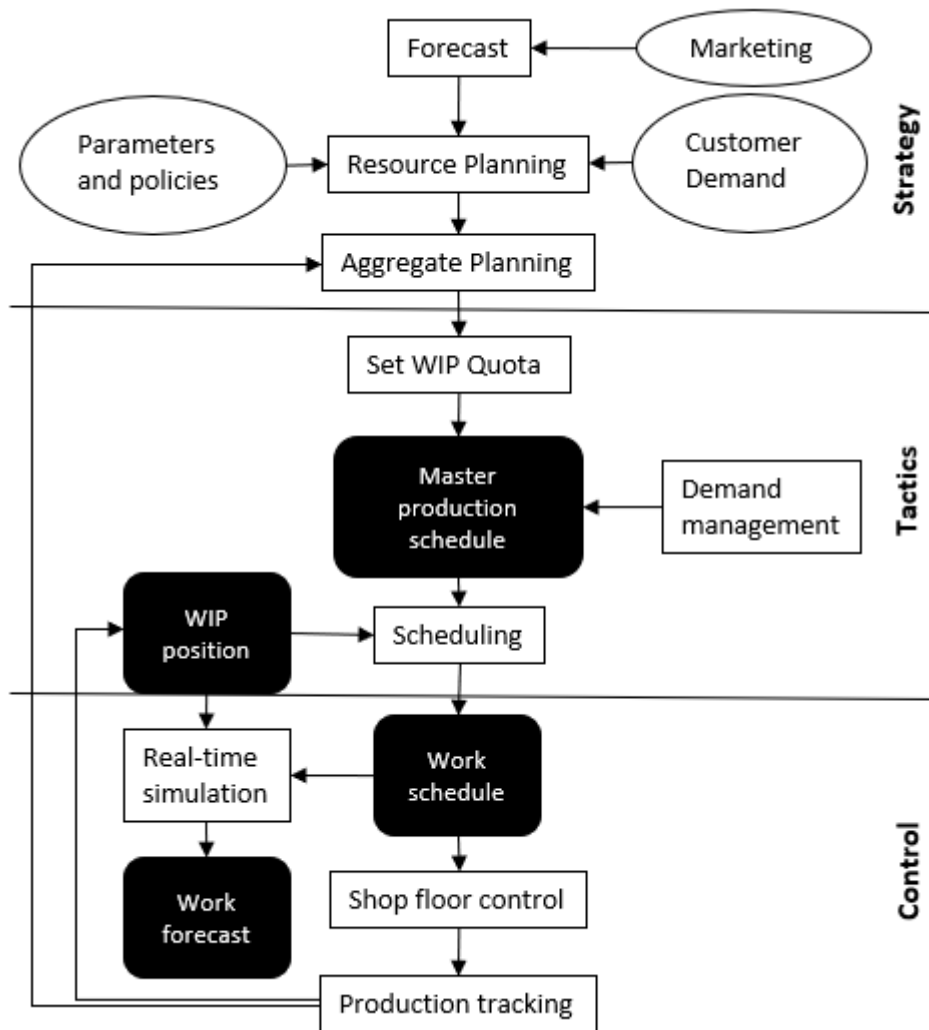 Forecast
Marketing
Parameters
and policies
Resource Planning
Customer
Demand
Strategy
Aggregate Planning
Set WIP Quota
Master
production
schedule
Demand
management
Tactics
WIP
position
Scheduling
Real-time
simulation
Work
schedule
Work
forecast
Shop floor control
Control
Production tracking